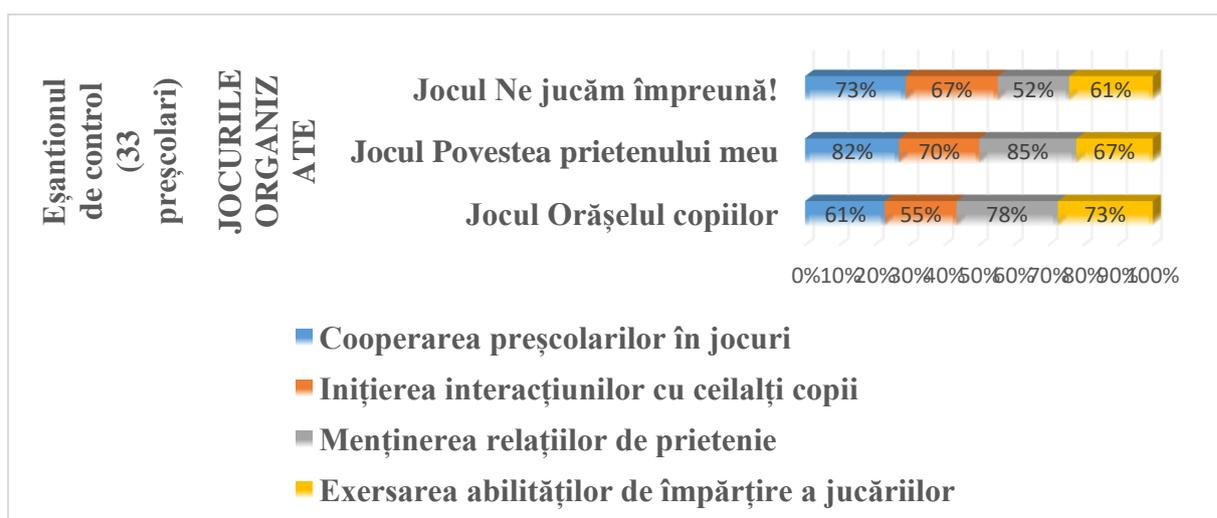 Eșantionul
de control
(33
preșcolari)
JOCURILE
ORGANIZ
ATE
Jocul Ne jucăm împreună!
73% 67% 52% 61%
Jocul Povestea prietenului meu
82% 70% 85% 67%
Jocul Orășelul copiilor
61% 55% 78% 73%
0% 10% 20% 30% 40% 50% 60% 70% 80% 90% 100%
Cooperarea preșcolarilor în jocuri
Inițierea interacțiunilor cu ceilalți copii
Menținerea relațiilor de prietenie
Exersarea abilităților de împărțire a jucăriilor